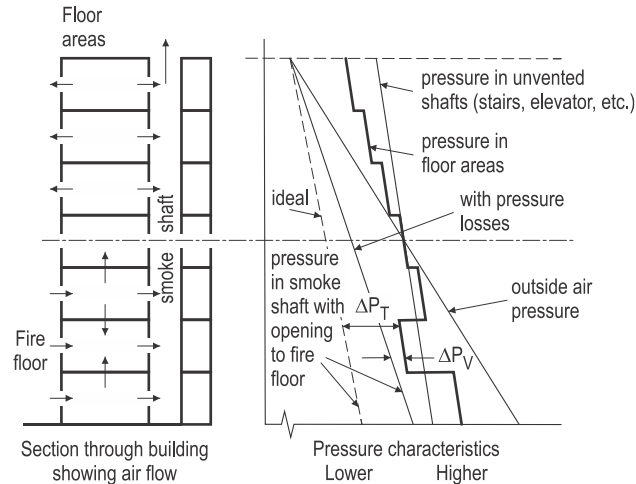 Floor
areas
shaft
smoke
Fire
floor
Section through building
showing air flow
pressure in unvented
shafts (stairs, elevator, etc.)
pressure in
floor areas
ideal
with pressure
losses
pressure
in smoke
shaft with
opening
to fire
floor
ΔP_T
ΔP_V
outside air
pressure
Pressure characteristics
Lower Higher